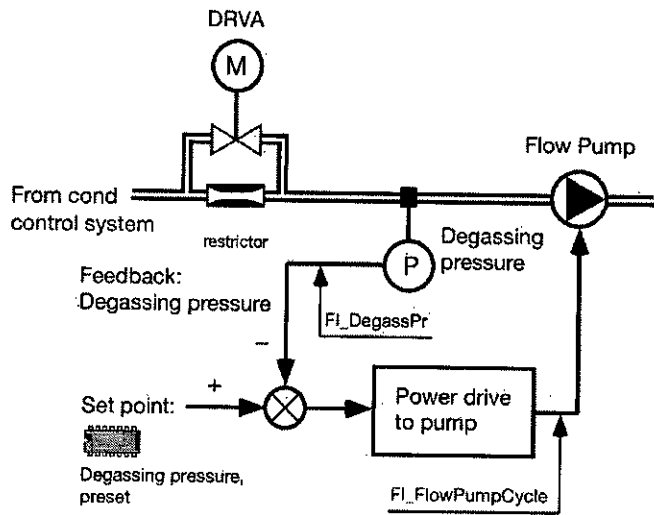 DRVA
M
Flow Pump
From cond
control system
restrictor
P
Degassing
pressure
Feedback:
Degassing pressure
FI_DegassPr
–
+
Set point:
Power drive
to pump
Degassing pressure,
preset
FI_FlowPumpCycle